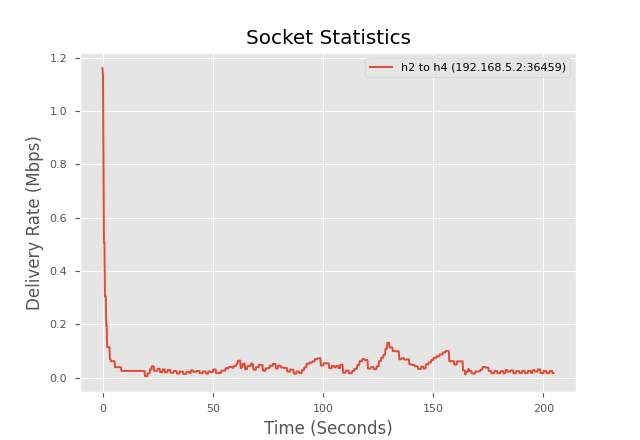 Socket Statistics
h2 to h4 (192.168.5.2:36459)
1.2
1.0
0.8
0.6
0.4
0.2
0.0
Delivery Rate (Mbps)
0 50 100 150 200
Time (Seconds)